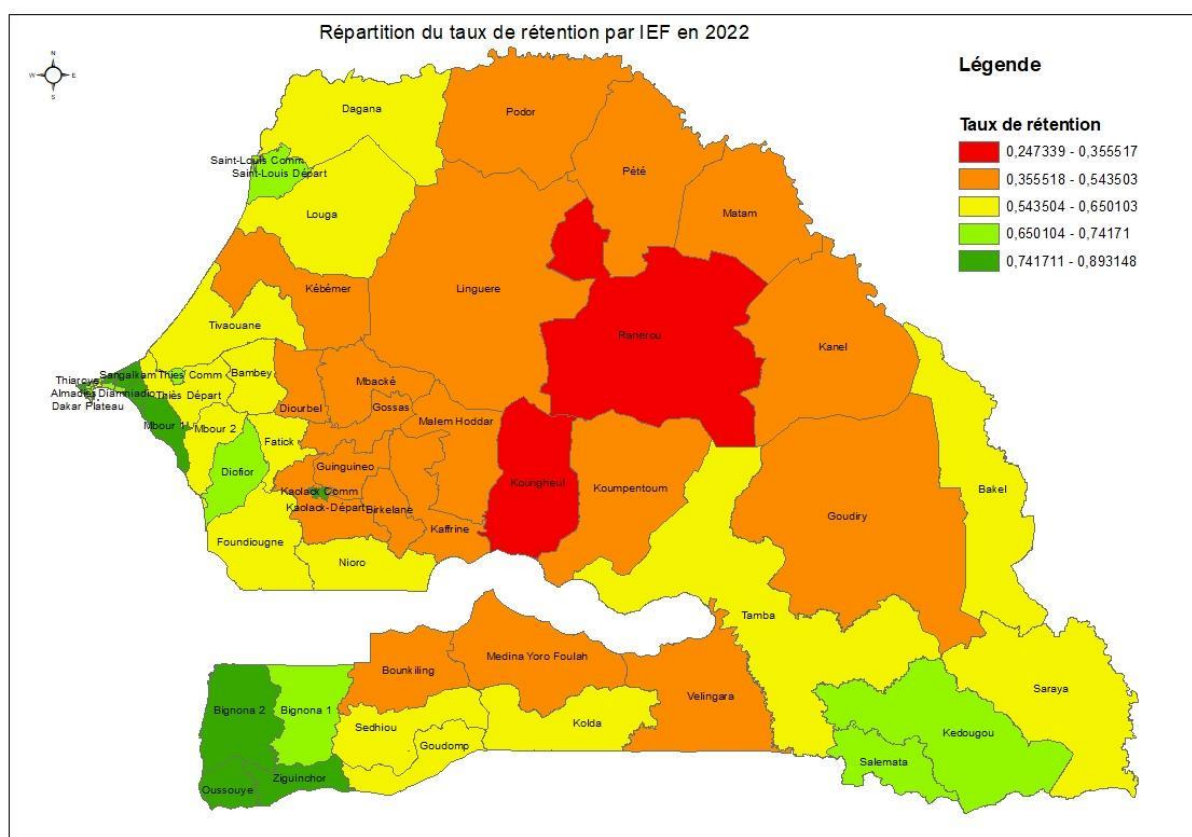 Répartition du taux de rétention par IEF en 2022
N
W
E
S
Légende
Taux de rétention
0,247339 - 0,355517
0,355518 - 0,543503
0,543504 - 0,650103
0,650104 - 0,74171
0,741711 - 0,893148
Dagana
Podor
Saint-Louis Comm
Saint-Louis Départ
Pété
Louga
Matam
Kébémer
Linguere
Tivaouane
Ranerou
Kanel
Thiaroye
Sangalkam
Thies Comm
Bambey
Mbacké
Almadies
Diamniadio
Thiès Départ
Dakar Plateau
Diourbel
Gossas
Malem Hoddar
Mbour 1
Mbour 2
Fatick
Diofior
Guinguineo
Koungheul
Koumpentoum
Bakel
Kaolack Comm
Kaolack-Départ
Birkelane
Goudiry
Kaffrine
Foundiougne
Nioro
Tamba
Medina Yoro Foulah
Bounkiling
Saraya
Velingara
Bignona 2
Bignona 1
Kolda
Sedhiou
Kedougou
Goudomp
Salemata
Ziguinchor
Oussouye